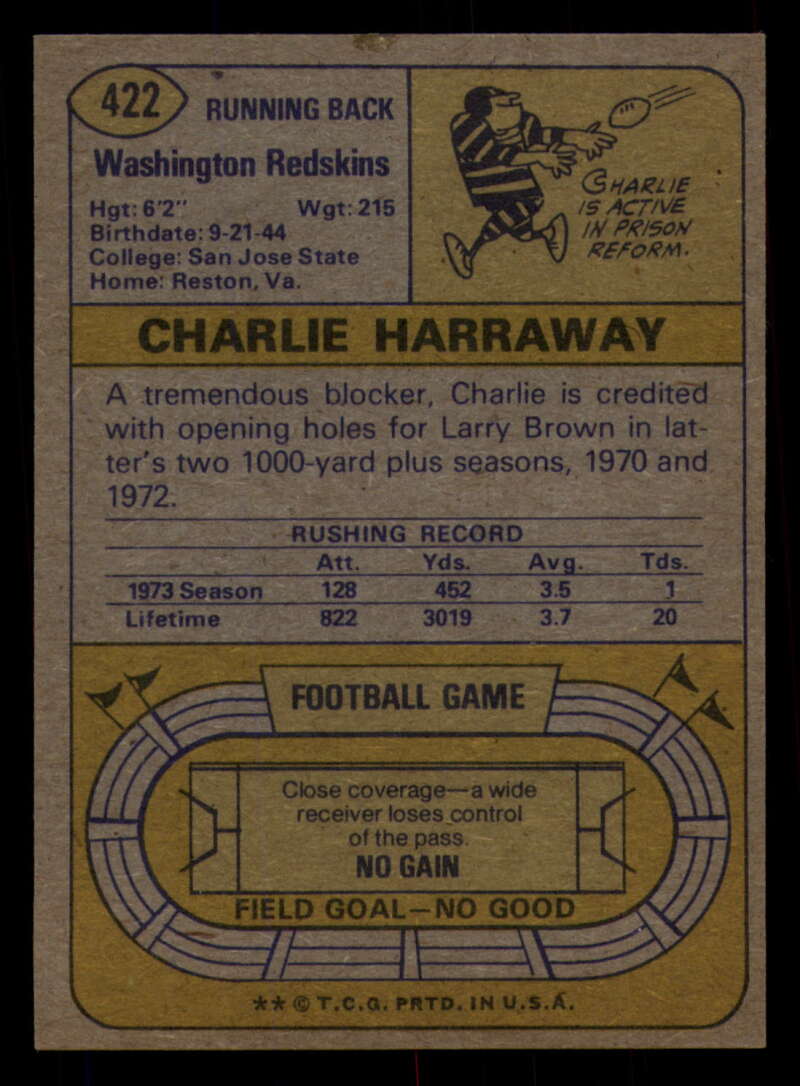 422
RUNNING BACK
Washington Redskins
Hgt: 6'2" Wgt: 215
Birthdate: 9-21-44
College: San Jose State
Home: Reston, Va.
CHARLIE
IS ACTIVE
IN PRISON
REFORM.
CHARLIE HARRAWAY
A tremendous blocker, Charlie is credited
with opening holes for Larry Brown in lat-
ter's two 1000-yard plus seasons, 1970 and
1972.
RUSHING RECORD
Att. Yds. Avg. Tds.
1973 Season 128 452 3.5 1
Lifetime 822 3019 3.7 20
FOOTBALL GAME
Close coverage—a wide
receiver loses control
of the pass.
NO GAIN
FIELD GOAL—NO GOOD
** © T.C.G. PRTD. IN U.S.A.